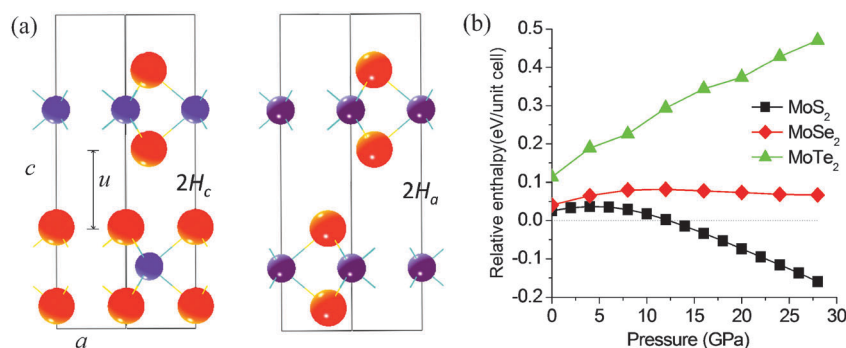 (a)
c
u
2Hc
a
2Ha
(b)
Relative enthalpy(eV/unit cell)
0.5
0.4
0.3
0.2
0.1
0.0
-0.1
-0.2
MoS2
MoSe2
MoTe2
0 5 10 15 20 25 30
Pressure (GPa)